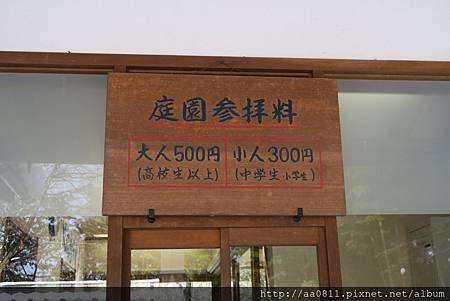 庭園参拝料
大人500円 小人300円
(高校生以上) (中学生小学生)
http://aa0811.pixnet.net/album